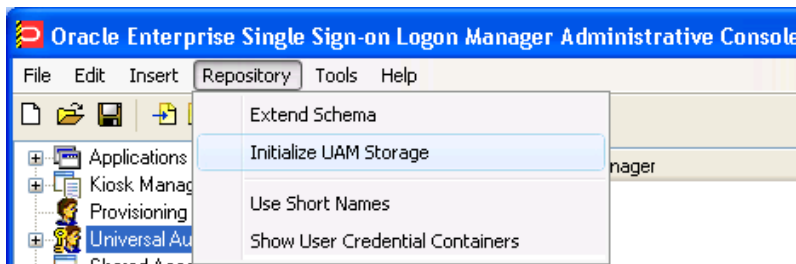 Oracle Enterprise Single Sign-on Logon Manager Administrative Console
File Edit Insert Repository Tools Help
Extend Schema
Applications
Initialize UAM Storage
nager
Kiosk Manag
Provisioning
Use Short Names
Universal Au
Show User Credential Containers